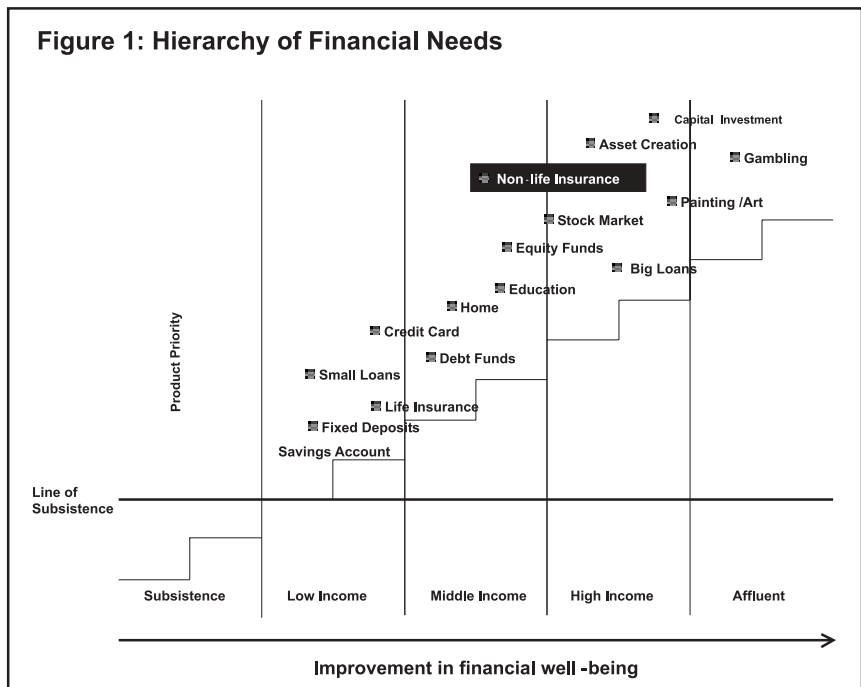 Figure 1: Hierarchy of Financial Needs
Capital Investment
Asset Creation
Gambling
Non-life Insurance
Painting /Art
Stock Market
Equity Funds
Big Loans
Education
Home
Product Priority
Credit Card
Debt Funds
Small Loans
Life Insurance
Fixed Deposits
Savings Account
Line of
Subsistence
Subsistence
Low Income
Middle Income
High Income
Affluent
Improvement in financial well -being